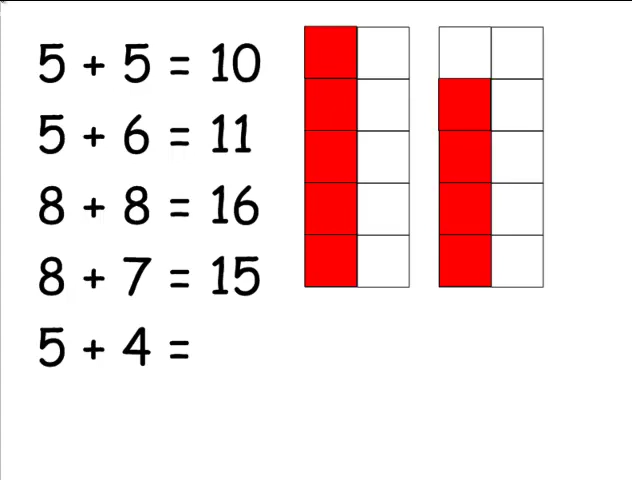 5 + 5 = 10
5 + 6 = 11
8 + 8 = 16
8 + 7 = 15
5 + 4 =